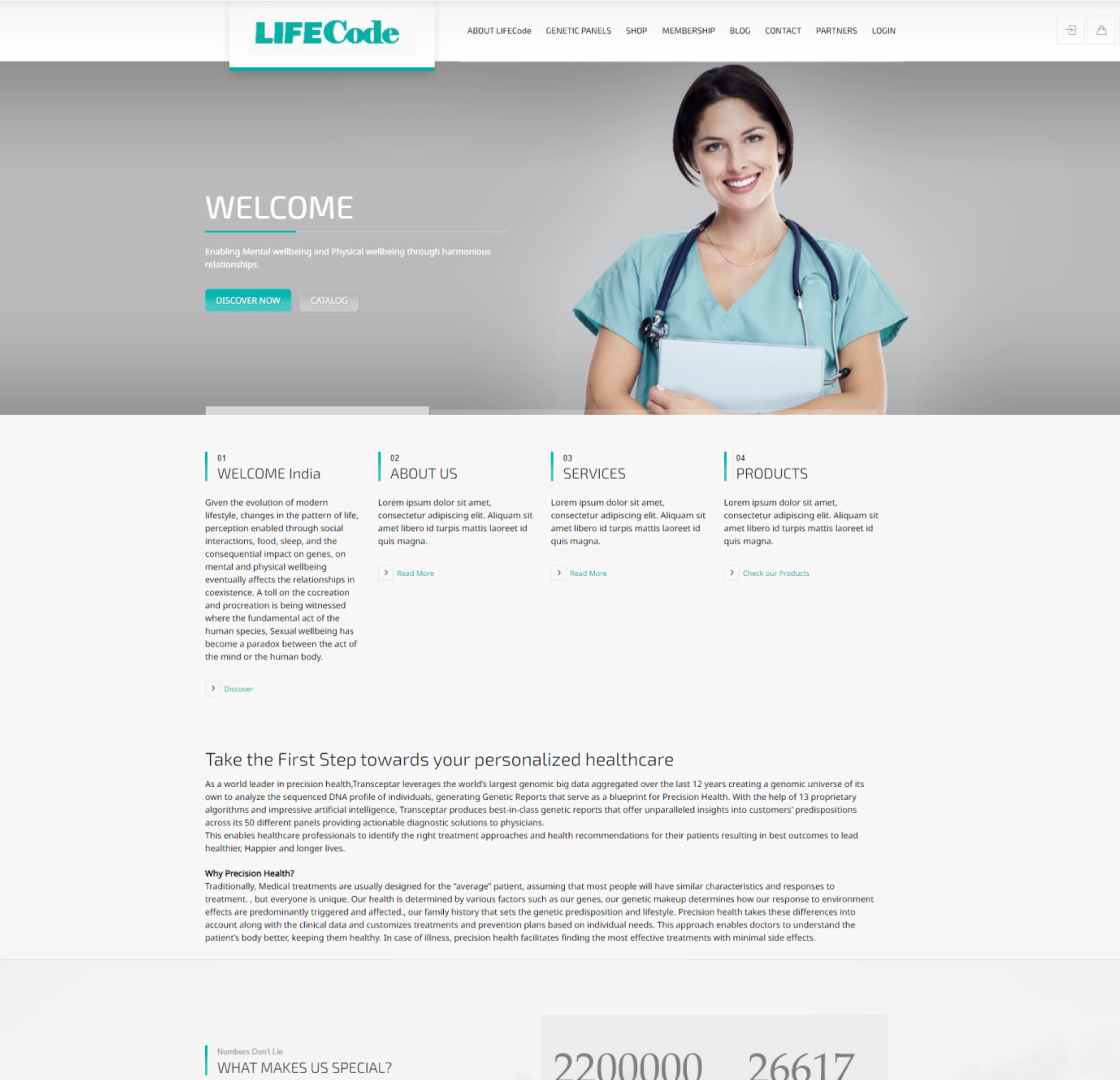 LIFECode
ABOUT LIFECode GENETIC PANELS SHOP MEMBERSHIP BLOG CONTACT PARTNERS LOGIN
WELCOME
Enabling Mental wellbeing and Physical wellbeing through harmonious
relationships.
DISCOVER NOW CATALOG
01
WELCOME India
Given the evolution of modern
lifestyle, changes in the pattern of life,
perception enabled through social
interactions, food, sleep, and the
consequential impact on genes, on
mental and physical wellbeing
eventually affects the relationships in
coexistence. A toll on the cocreation
and procreation is being witnessed
where the fundamental act of the
human species, Sexual wellbeing has
become a paradox between the act of
the mind or the human body.
Discover
02
ABOUT US
Lorem ipsum dolor sit amet,
consectetur adipiscing elit. Aliquam sit
amet libero id turpis mattis laoreet id
quis magna.
Read More
03
SERVICES
Lorem ipsum dolor sit amet,
consectetur adipiscing elit. Aliquam sit
amet libero id turpis mattis laoreet id
quis magna.
Read More
04
PRODUCTS
Lorem ipsum dolor sit amet,
consectetur adipiscing elit. Aliquam sit
amet libero id turpis mattis laoreet id
quis magna.
Check our Products
Take the First Step towards your personalized healthcare
As a world leader in precision health,Transceptar leverages the world's largest genomic big data aggregated over the last 12 years creating a genomic universe of its
own to analyze the sequenced DNA profile of individuals, generating Genetic Reports that serve as a blueprint for Precision Health. With the help of 13 proprietary
algorithms and impressive artificial intelligence, Transceptar produces best-in-class genetic reports that offer unparalleled insights into customers' predispositions
across its 50 different panels providing actionable diagnostic solutions to physicians.
This enables healthcare professionals to identify the right treatment approaches and health recommendations for their patients resulting in best outcomes to lead
healthier, Happier and longer lives.
Why Precision Health?
Traditionally, Medical treatments are usually designed for the “average” patient, assuming that most people will have similar characteristics and responses to
treatment. , but everyone is unique. Our health is determined by various factors such as our genes, our genetic makeup determines how our response to environment
effects are predominantly triggered and affected., our family history that sets the genetic predisposition and lifestyle. Precision health takes these differences into
account along with the clinical data and customizes treatments and prevention plans based on individual needs. This approach enables doctors to understand the
patient's body better, keeping them healthy. In case of illness, precision health facilitates finding the most effective treatments with minimal side effects.
Numbers Don't Lie
WHAT MAKES US SPECIAL?
2200000 26617